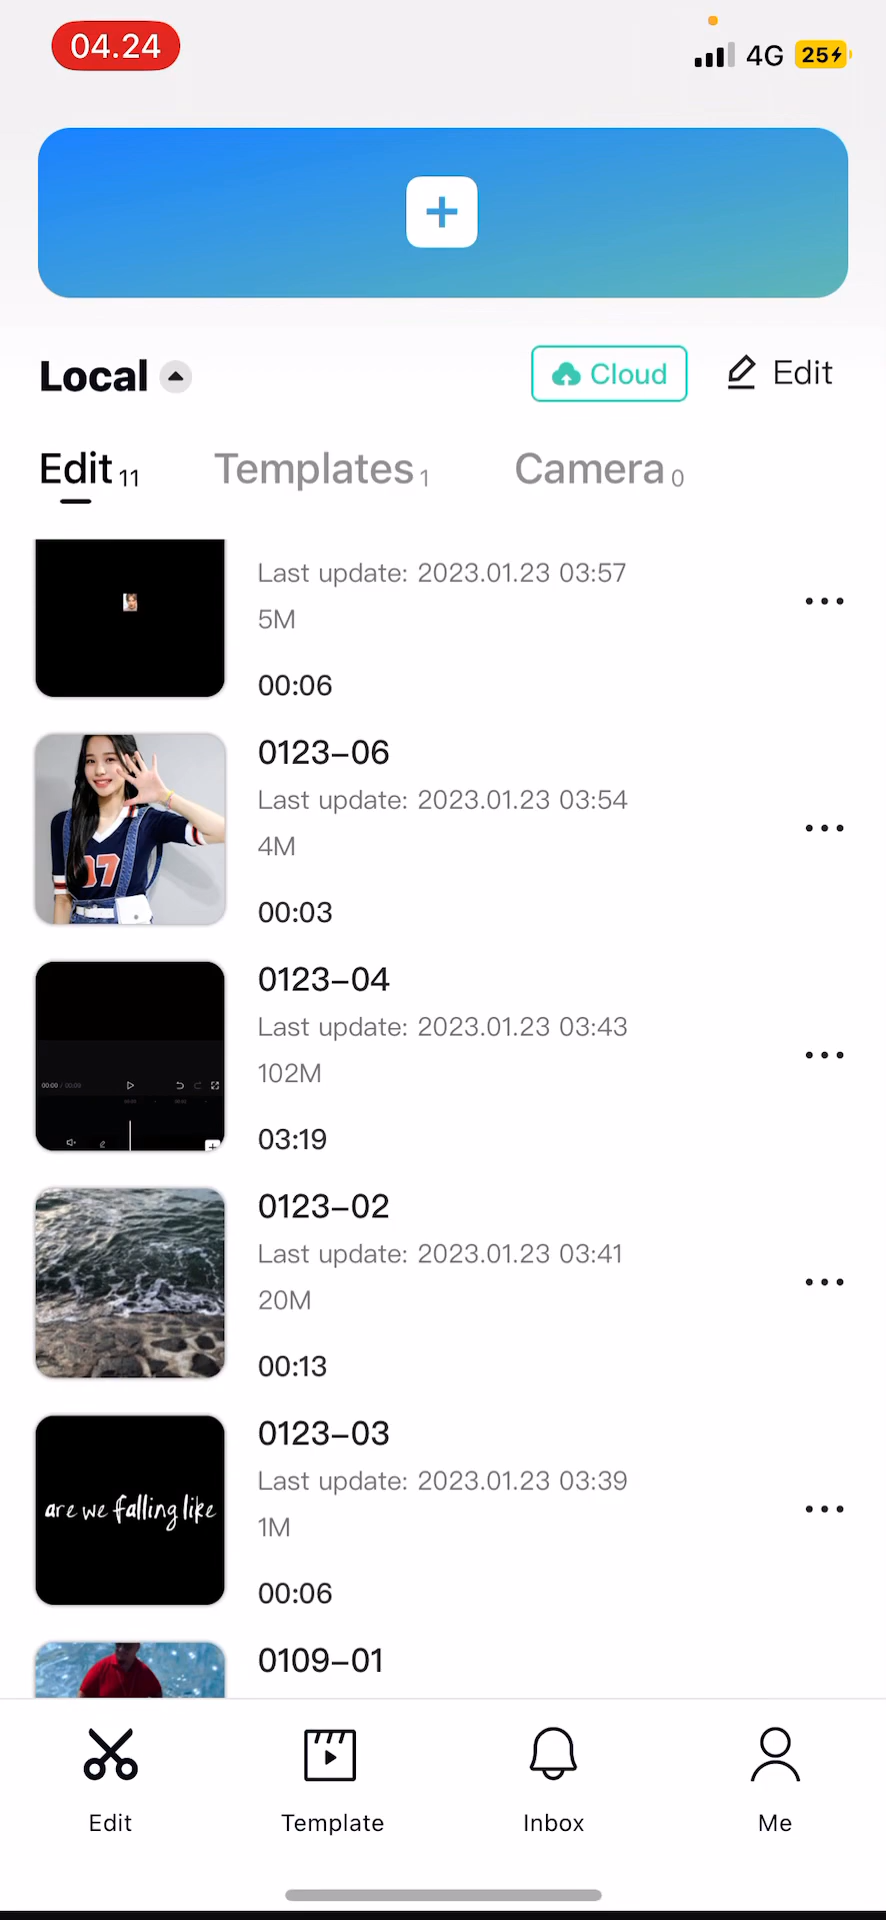 04.24
4G 25
Local
Cloud
Edit
Edit 11
Templates 1
Camera 0
Last update: 2023.01.23 03:57
5M
00:06
0123-06
Last update: 2023.01.23 03:54
4M
00:03
07
0123-04
Last update: 2023.01.23 03:43
102M
03:19
0123-02
Last update: 2023.01.23 03:41
20M
00:13
0123-03
Last update: 2023.01.23 03:39
1M
00:06
are we falling like
0109-01
Edit
Template
Inbox
Me